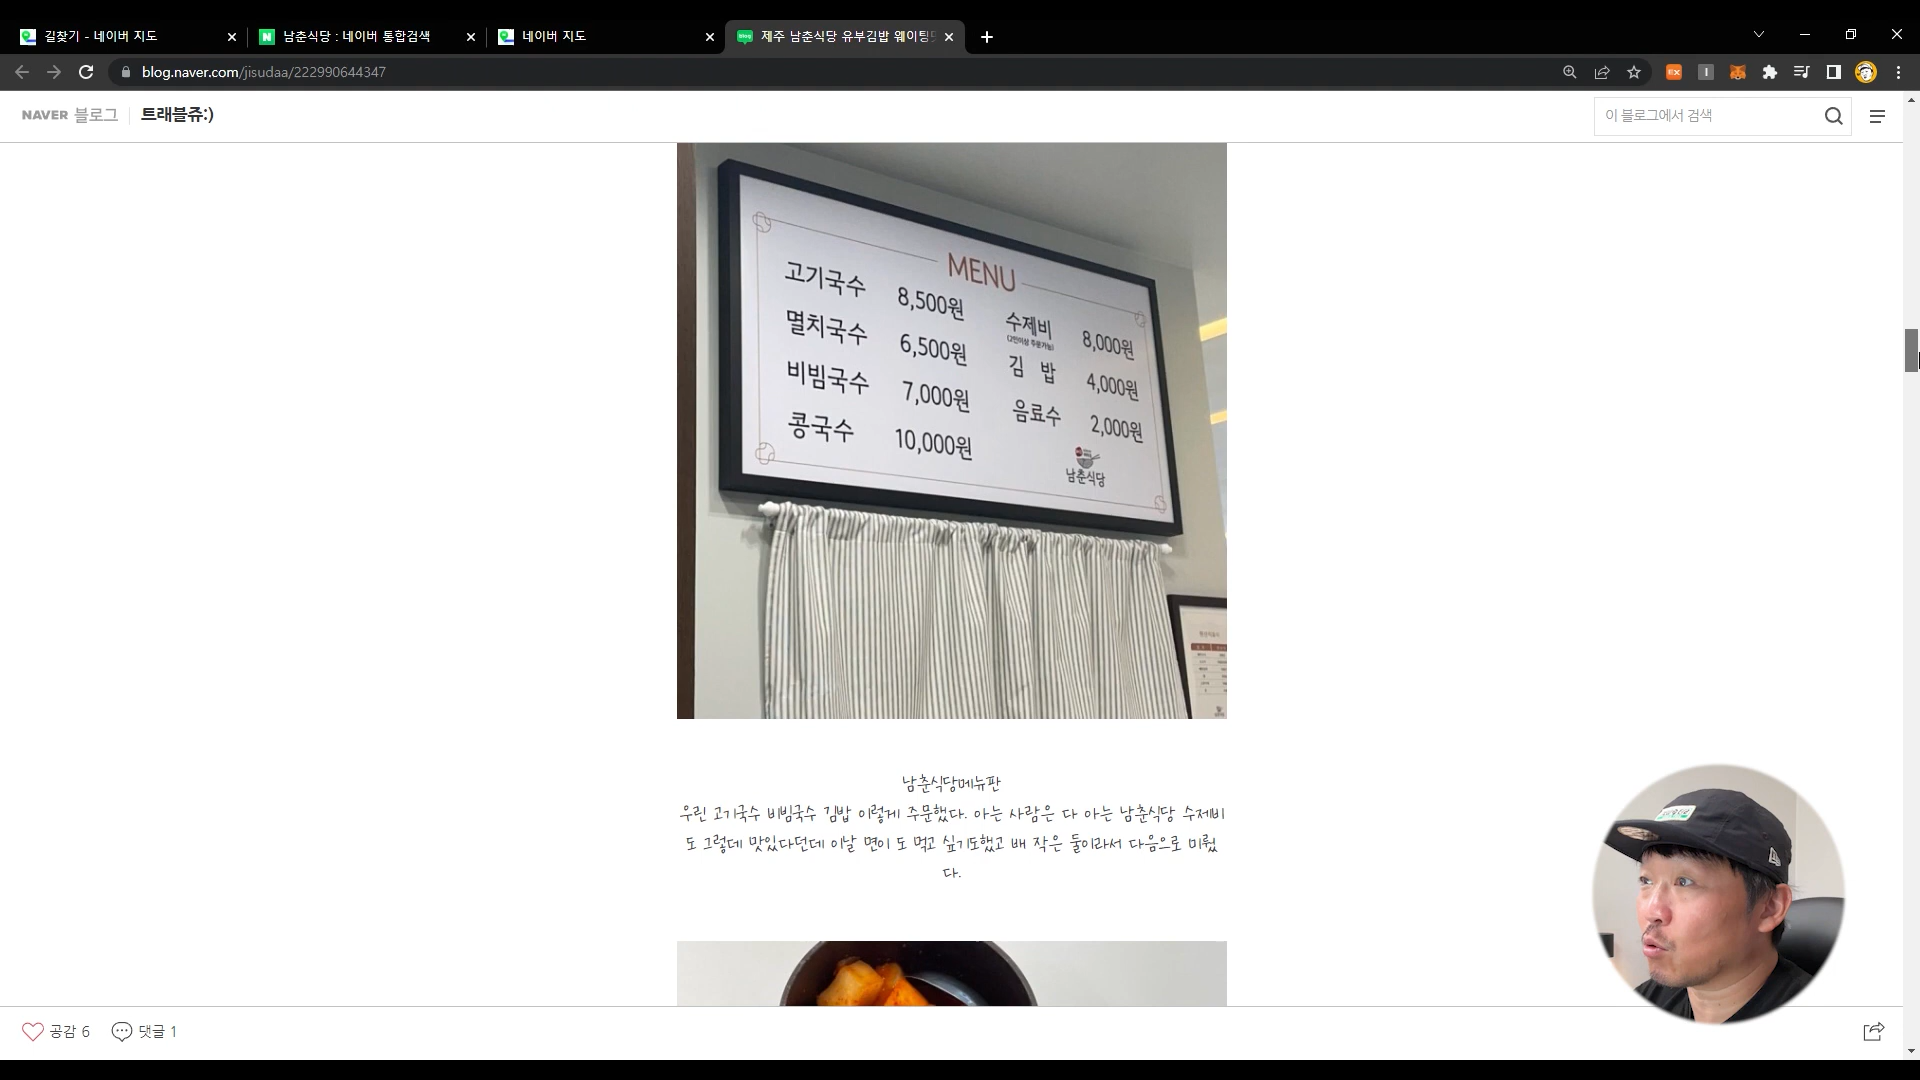 길찾기 - 네이버 지도
남춘식당 : 네이버 통합검색
네이버 지도
제주 남춘식당 유부김밥 웨이팅
blog.naver.com/jisudaa/222990644347
NAVER 블로그
트래블쥬:)
이 블로그에서 검색
MENU
고기국수 8,500원
멸치국수 6,500원
비빔국수 7,000원
콩국수 10,000원
수제비 8,000원
(2인이상 주문가능)
김 밥 4,000원
음료수 2,000원
남춘식당
남춘식당메뉴판
우린 고기국수 비빔국수 김밥 이렇게 주문했다. 아는 사람은 다 아는 남춘식당 수제비
도 그렇데 맛있다던데 이날 면이 도 먹고 싶기도했고 배 작은 둘이라서 다음으로 미뤘
다.
공감 6
댓글 1